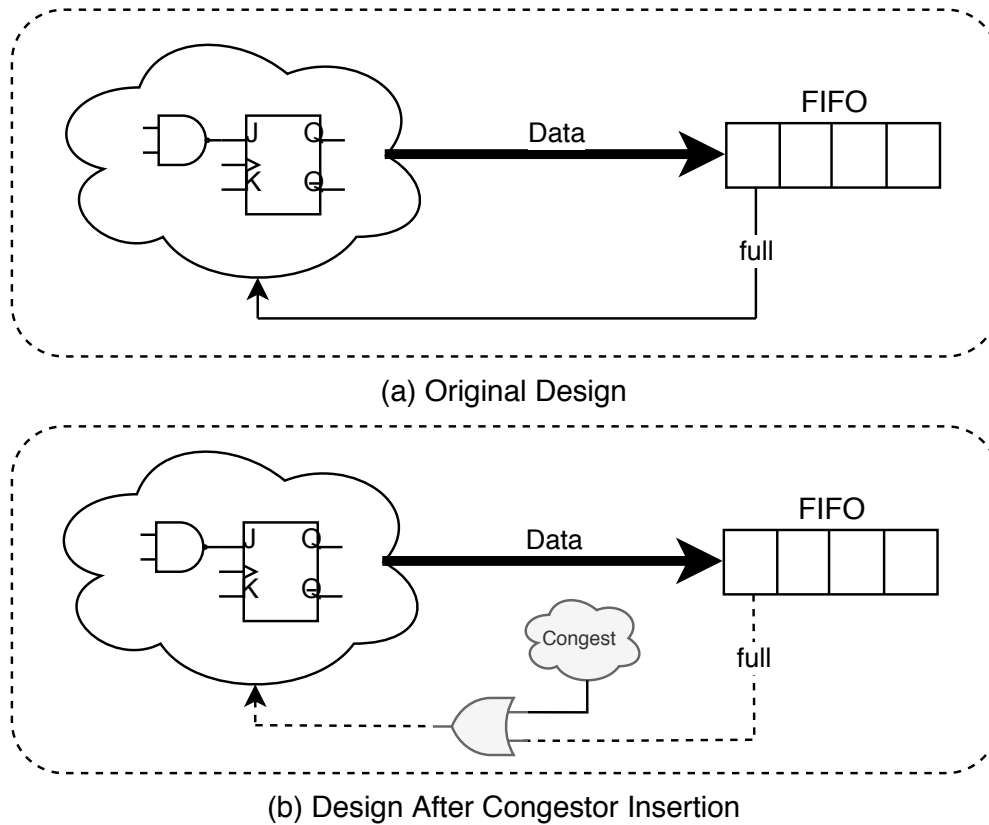 FIFO
Data
J
Q
K
Q
full
(a) Original Design
FIFO
Data
J
Q
K
Q
Congest
full
(b) Design After Congestor Insertion